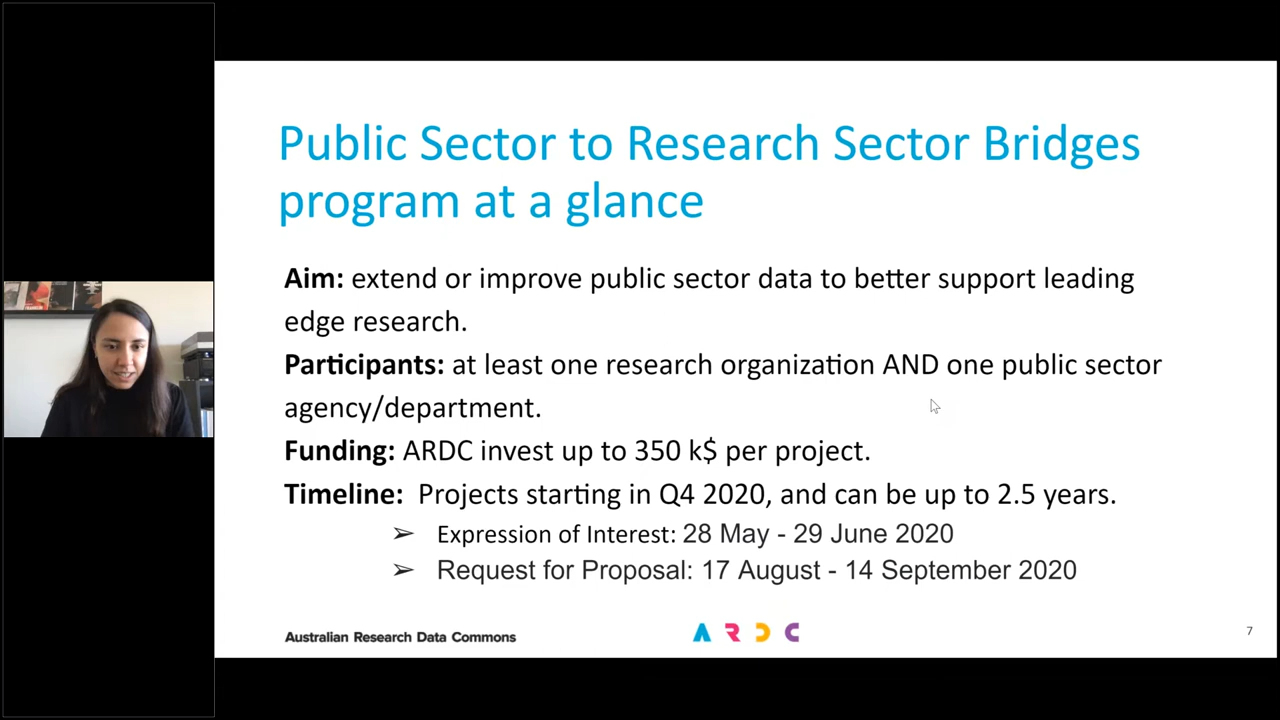 Public Sector to Research Sector Bridges
program at a glance
Aim: extend or improve public sector data to better support leading
edge research.
Participants: at least one research organization AND one public sector
agency/department.
Funding: ARDC invest up to 350 k$ per project.
Timeline: Projects starting in Q4 2020, and can be up to 2.5 years.
➢ Expression of Interest: 28 May - 29 June 2020
➢ Request for Proposal: 17 August - 14 September 2020
Australian Research Data Commons
ARDC
7